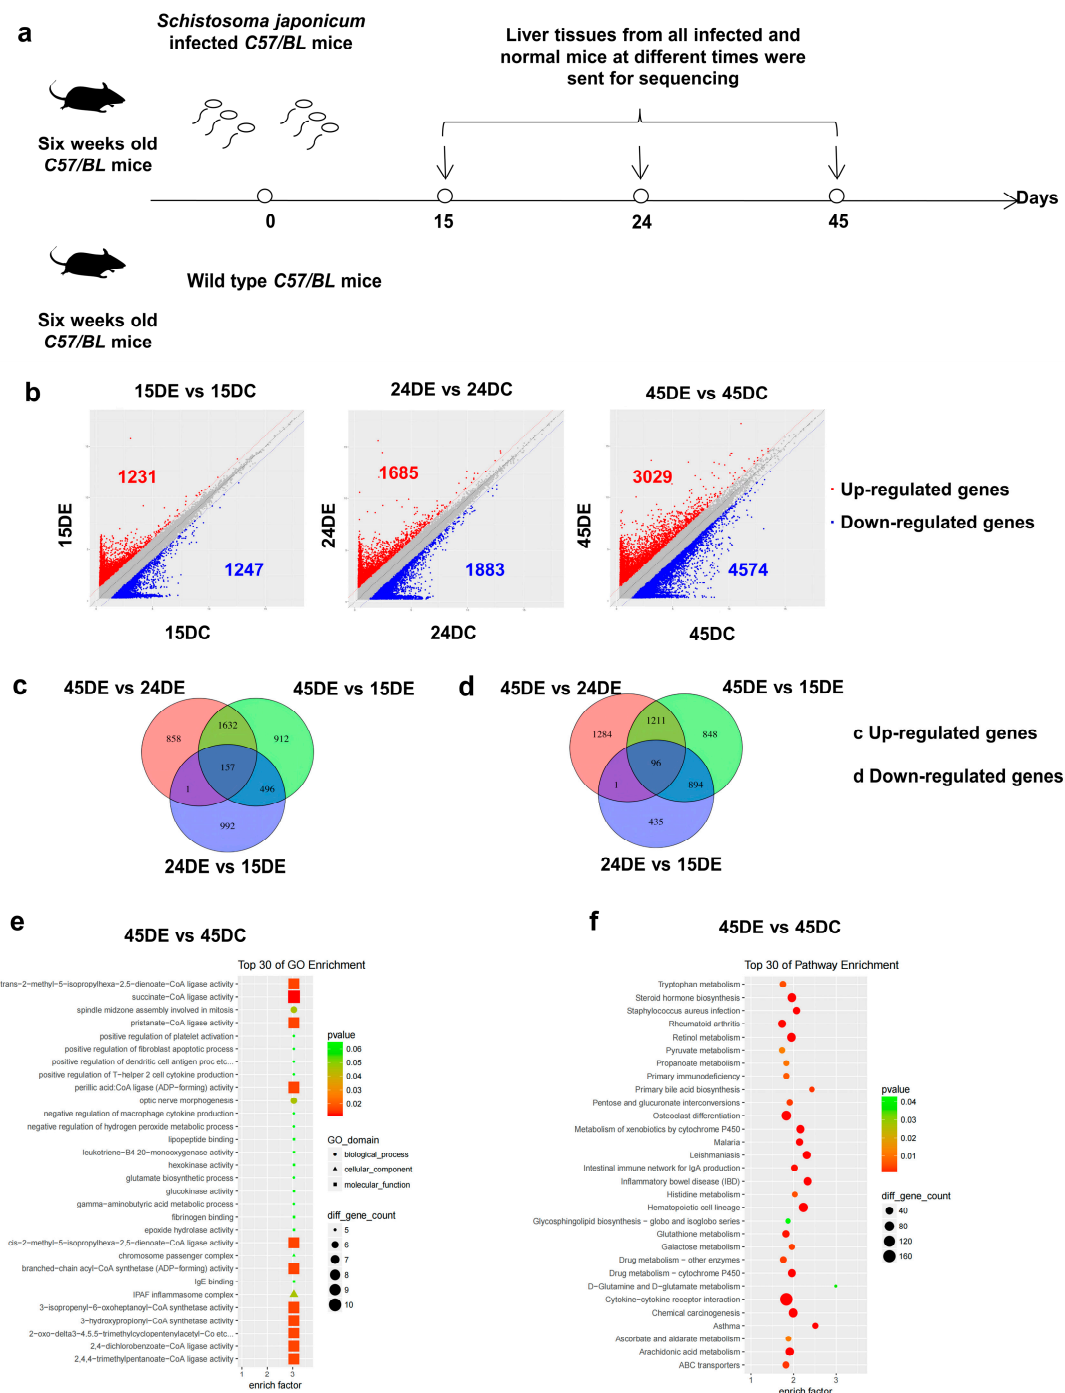 a
Schistosoma japonicum
infected C57/BL mice
Liver tissues from all infected and
normal mice at different times were
sent for sequencing
Six weeks old
C57/BL mice
Days
0
15
24
45
Wild type C57/BL mice
Six weeks old
C57/BL mice
b
15DE vs 15DC
24DE vs 24DC
45DE vs 45DC
15DE
1231
1247
15DC
24DE
1685
1883
24DC
45DE
3029
4574
45DC
Up-regulated genes
Down-regulated genes
c
45DE vs 24DE
45DE vs 15DE
858
1632
912
137
1
496
992
24DE vs 15DE
d
45DE vs 24DE
45DE vs 15DE
1284
1211
848
96
1
894
435
24DE vs 15DE
c Up-regulated genes
d Down-regulated genes
e
45DE vs 45DC
Top 30 of GO Enrichment
trans−2−methyl−5−isopropylhexa−2,5−dienoate−CoA ligase activity
succinate−CoA ligase activity
spindle midzone assembly involved in mitosis
pristanate−CoA ligase activity
positive regulation of platelet activation
positive regulation of fibroblast apoptotic process
positive regulation of dendritic cell antigen proc etc...
positive regulation of T−helper 2 cell cytokine production
perillic acid:CoA ligase (ADP−forming) activity
optic nerve morphogenesis
negative regulation of macrophage cytokine production
negative regulation of hydrogen peroxide metabolic process
lipopeptide binding
leukotriene−B4 20−monooxygenase activity
hexokinase activity
glutamate biosynthetic process
glucokinase activity
gamma−aminobutyric acid metabolic process
fibrinogen binding
epoxide hydrolase activity
cis−2−methyl−5−isopropylhexa−2,5−dienoate−CoA ligase activity
chromosome passenger complex
branched−chain acyl−CoA synthetase (ADP−forming) activity
IgE binding
IPAF inflammasome complex
3−isopropenyl−6−oxoheptanoyl−CoA synthetase activity
3−hydroxypropionyl−CoA synthetase activity
2−oxo−delta3−4,5,5−trimethylcyclopentenylacetyl−Co etc...
2,4−dichlorobenzoate−CoA ligase activity
2,4,4−trimethylpentanoate−CoA ligase activity
1
2
3
enrich factor
pvalue
0.06
0.05
0.04
0.03
0.02
GO_domain
biological_process
cellular_component
molecular_function
diff_gene_count
5
6
7
8
9
10
f
45DE vs 45DC
Top 30 of Pathway Enrichment
Tryptophan metabolism
Steroid hormone biosynthesis
Staphylococcus aureus infection
Rheumatoid arthritis
Retinol metabolism
Pyruvate metabolism
Propanoate metabolism
Primary immunodeficiency
Primary bile acid biosynthesis
Pentose and glucuronate interconversions
Osteoclast differentiation
Metabolism of xenobiotics by cytochrome P450
Malaria
Leishmaniasis
Intestinal immune network for IgA production
Inflammatory bowel disease (IBD)
Histidine metabolism
Hematopoietic cell lineage
Glycosphingolipid biosynthesis − globo and isoglobo series
Glutathione metabolism
Galactose metabolism
Drug metabolism − other enzymes
Drug metabolism − cytochrome P450
D−Glutamine and D−glutamate metabolism
Cytokine−cytokine receptor interaction
Chemical carcinogenesis
Asthma
Ascorbate and aldarate metabolism
Arachidonic acid metabolism
ABC transporters
1
2
3
enrich factor
pvalue
0.04
0.03
0.02
0.01
diff_gene_count
40
80
120
160